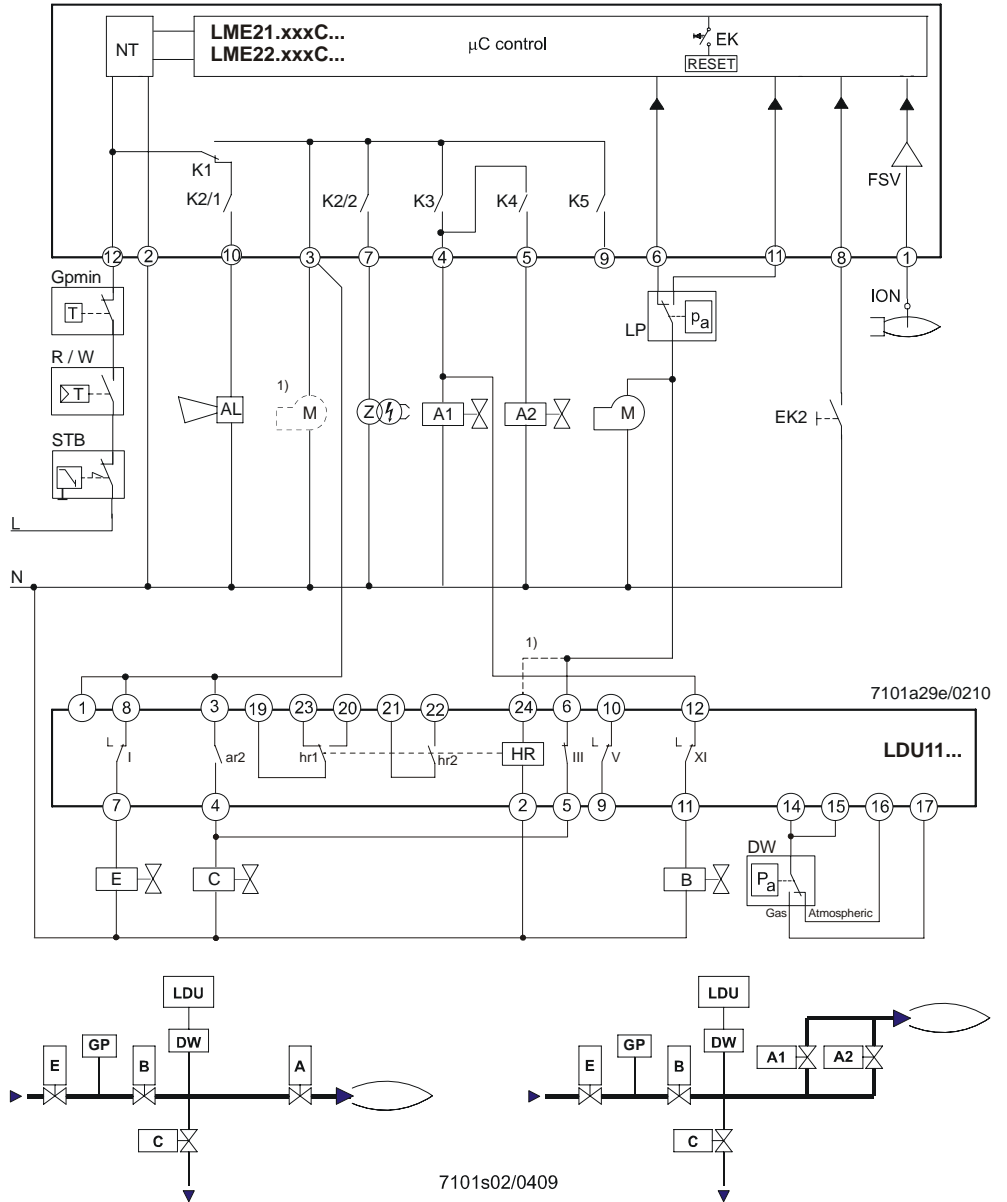 LME21.xxxC...
LME22.xxxC...
NT
μC control
EK
RESET
FSV
K1
K2/1
K2/2
K3
K4
K5
12
2
10
3
7
4
5
9
6
11
8
1
Gpmin
T
R / W
T
STB
L
AL
1)
M
Z
A1
A2
LP
pa
M
EK2
ION
N
1)
7101a29e/0210
1
8
3
19
23
20
21
22
24
6
10
12
LDU11...
L
I
ar2
hr1
hr2
HR
III
L
V
L
XI
7
4
2
5
9
11
14
15
16
17
E
C
B
DW
Pa
Gas
Atmospheric
LDU
DW
GP
E
B
A
C
LDU
DW
GP
E
B
A1
A2
C
7101s02/0409